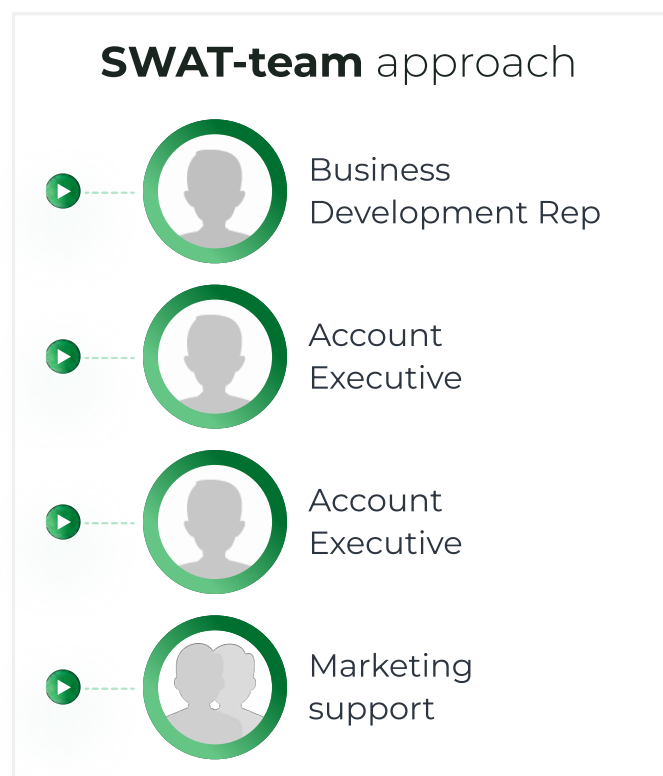 SWAT-team approach
Business
Development Rep
Account
Executive
Account
Executive
Marketing
support